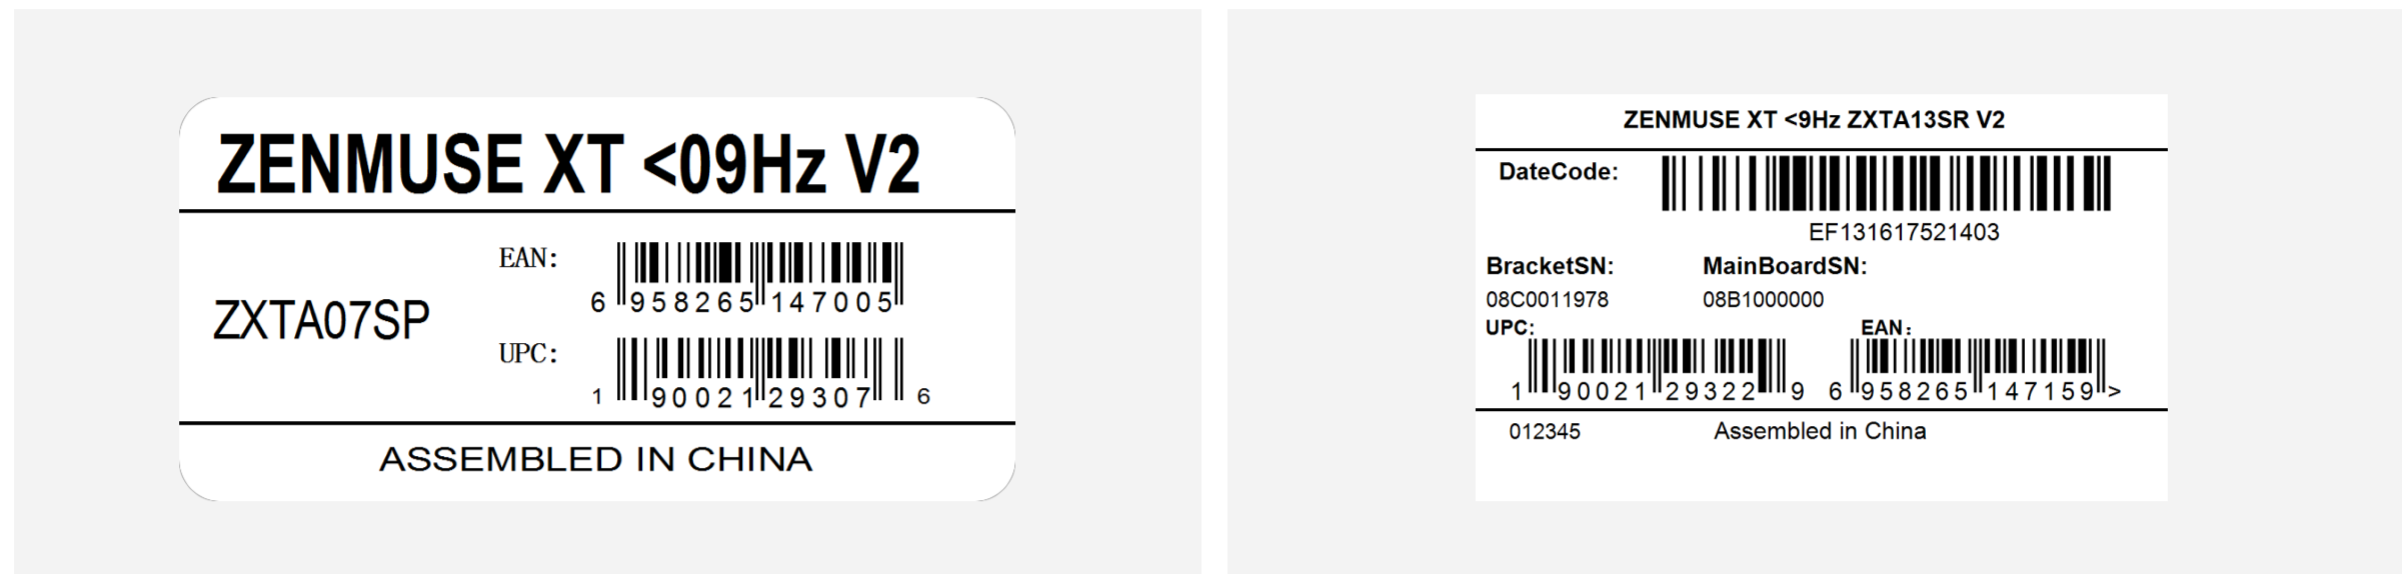 ZENMUSE XT <09Hz V2
ZXTA07SP
EAN:
6 958265 147005
UPC:
1 90021 29307 6
ASSEMBLED IN CHINA
ZENMUSE XT <9Hz ZXTA13SR V2
DateCode:
EF131617521403
BracketSN: MainBoardSN:
08C0011978 08B1000000
UPC: EAN:
1 90021 29322 9 6 958265 147159 >
012345 Assembled in China